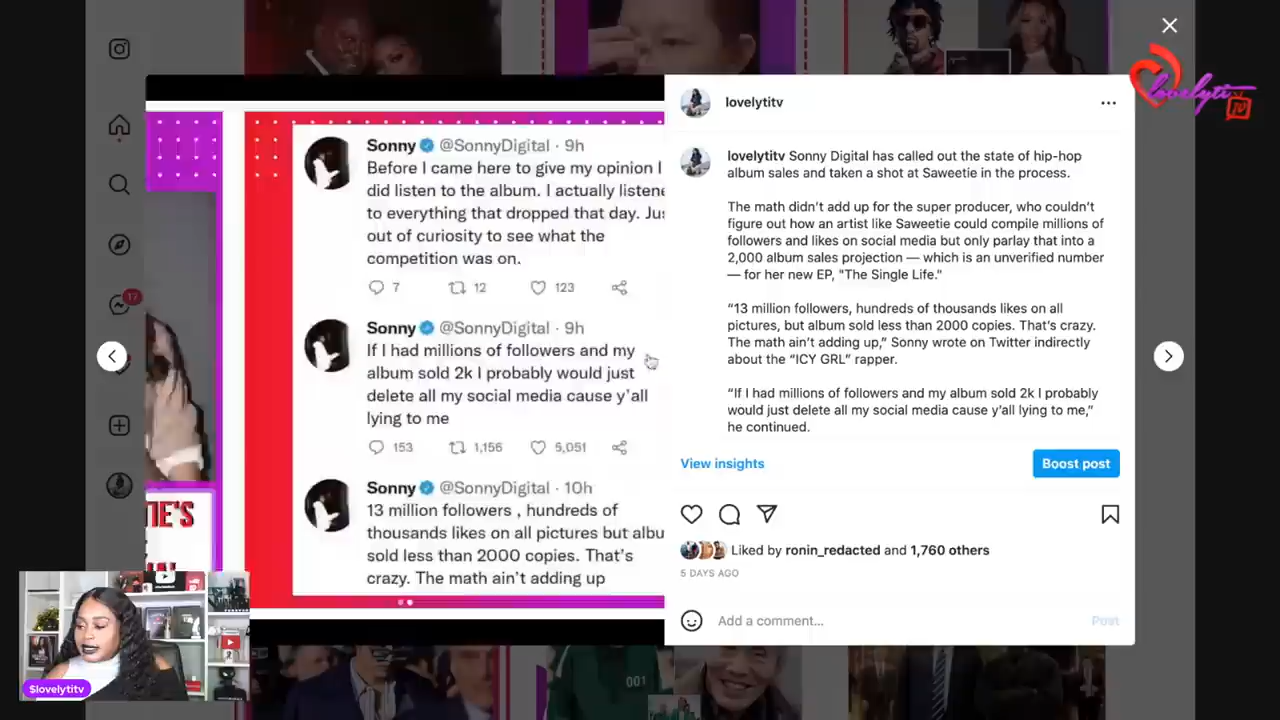 lovelyti TV
lovelytitv
Sonny @SonnyDigital · 9h
Before I came here to give my opinion I
did listen to the album. I actually listene
to everything that dropped that day. Jus
out of curiosity to see what the
competition was on.
7 12 123
Sonny @SonnyDigital · 9h
If I had millions of followers and my
album sold 2k I probably would just
delete all my social media cause y'all
lying to me
153 1,156 5,051
Sonny @SonnyDigital · 10h
13 million followers , hundreds of
thousands likes on all pictures but albu
sold less than 2000 copies. That's
crazy. The math ain't adding up
lovelytitv Sonny Digital has called out the state of hip-hop
album sales and taken a shot at Saweetie in the process.
The math didn't add up for the super producer, who couldn't
figure out how an artist like Saweetie could compile millions of
followers and likes on social media but only parlay that into a
2,000 album sales projection — which is an unverified number
— for her new EP, "The Single Life."
“13 million followers, hundreds of thousands likes on all
pictures, but album sold less than 2000 copies. That's crazy.
The math ain't adding up,” Sonny wrote on Twitter indirectly
about the “ICY GRL” rapper.
“If I had millions of followers and my album sold 2k I probably
would just delete all my social media cause y'all lying to me,”
he continued.
View insights
Boost post
Liked by ronin_redacted and 1,760 others
5 DAYS AGO
Add a comment...
Post
17
TIE'S
$lovelytitv
001